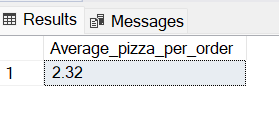 Results Messages
Average_pizza_per_order
1 2.32